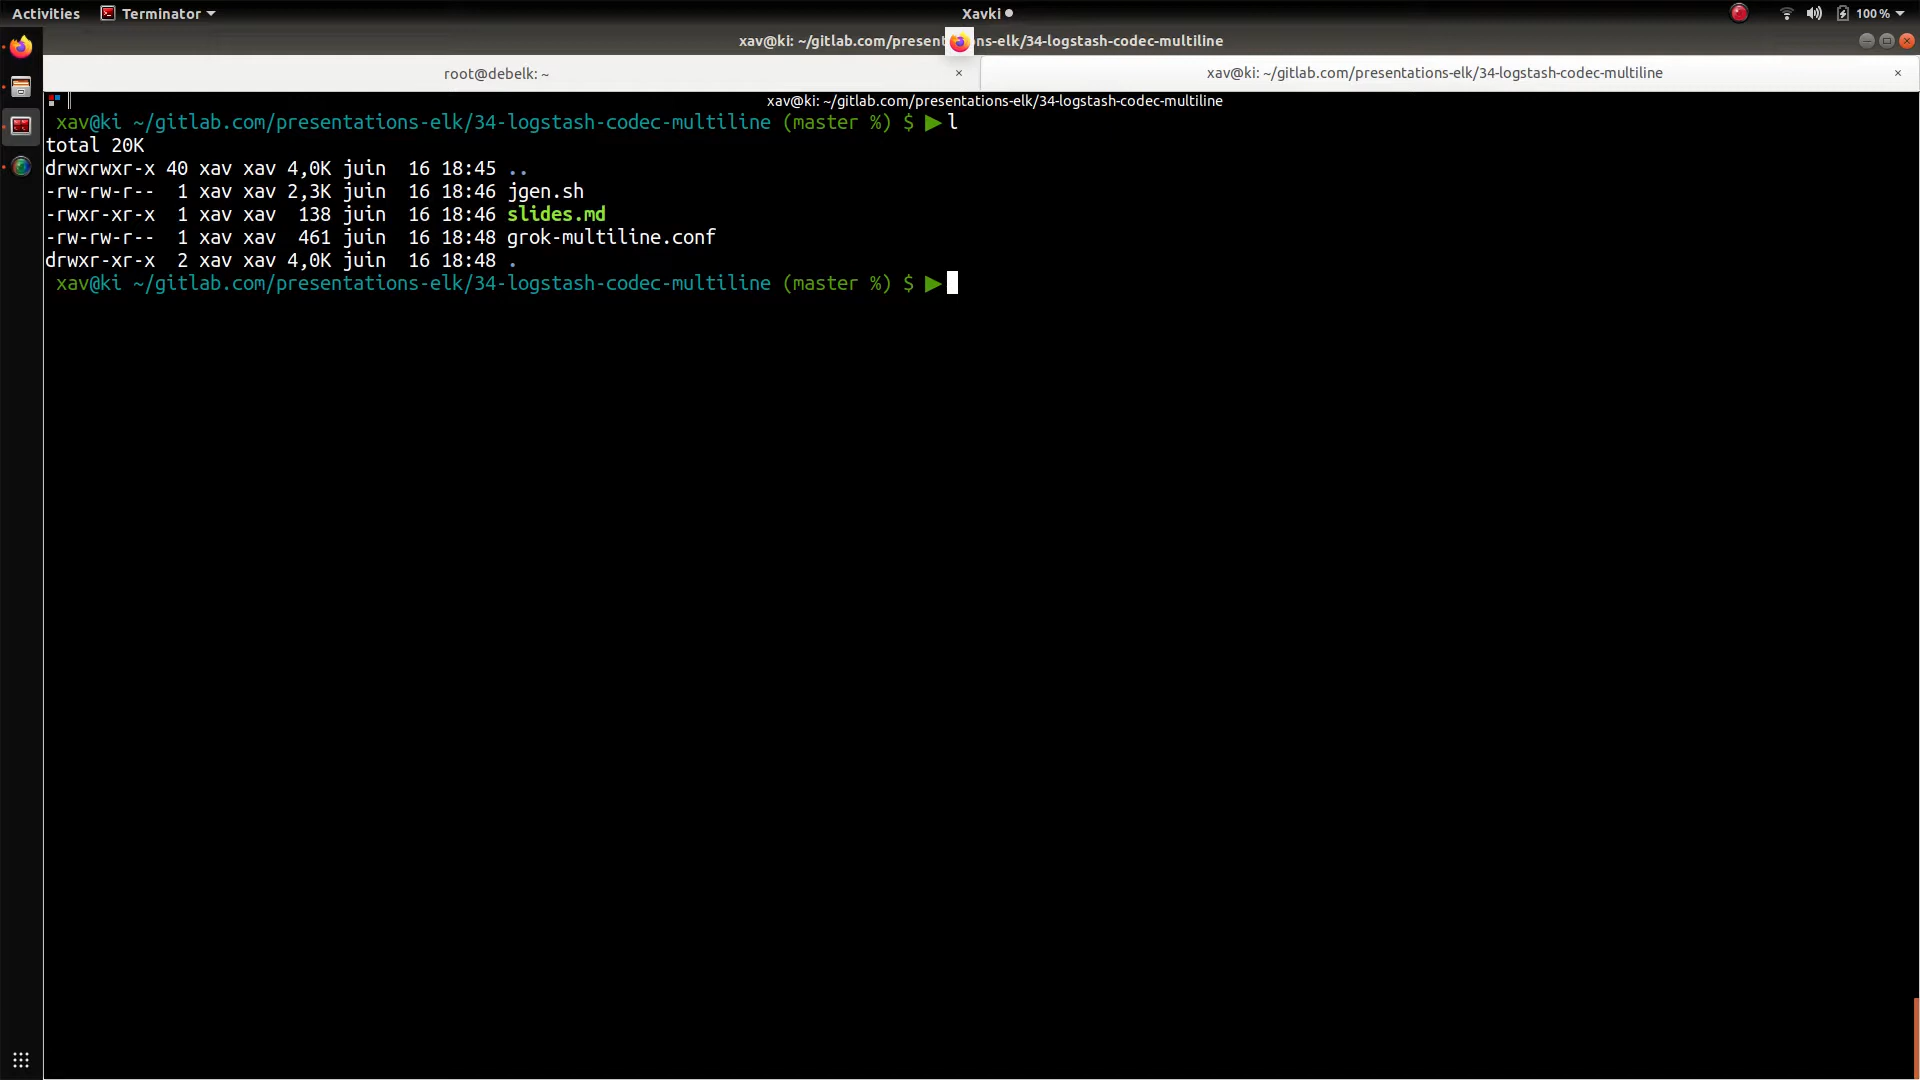 Activities Terminator Xavki 100 %
xav@ki: ~/gitlab.com/present ns-elk/34-logstash-codec-multiline
root@debelk: ~ × xav@ki: ~/gitlab.com/presentations-elk/34-logstash-codec-multiline ×
xav@ki: ~/gitlab.com/presentations-elk/34-logstash-codec-multiline
xav@ki ~/gitlab.com/presentations-elk/34-logstash-codec-multiline (master %) $ ▶l
total 20K
drwxrwxr-x 40 xav xav 4,0K juin  16 18:45 ..
-rw-rw-r--  1 xav xav 2,3K juin  16 18:46 jgen.sh
-rwxr-xr-x  1 xav xav  138 juin  16 18:46 slides.md
-rw-rw-r--  1 xav xav  461 juin  16 18:48 grok-multiline.conf
drwxr-xr-x  2 xav xav 4,0K juin  16 18:48 .
xav@ki ~/gitlab.com/presentations-elk/34-logstash-codec-multiline (master %) $ ▶